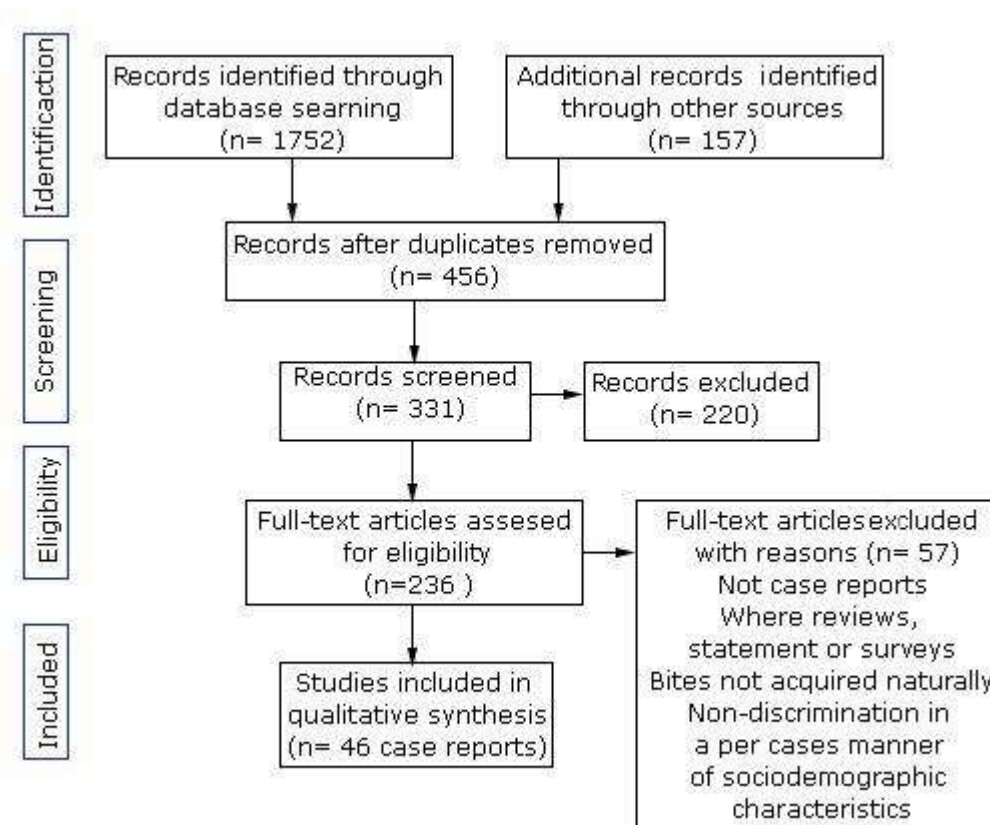 Identificaction
Records identified through
database searning
(n= 1752)
Additional records identified
through other sources
(n= 157)
Records after duplicates removed
(n= 456)
Screening
Records screened
(n= 331)
Records excluded
(n= 220)
Eligibility
Full-text articles assesed
for eligibility
(n=236 )
Full-text articles excluded
with reasons (n= 57)
Not case reports
Where reviews,
statement or surveys
Bites not acquired naturally
Non-discrimination in
a per cases manner
of sociodemographic
characteristics
Included
Studies included in
qualitative synthesis
(n= 46 case reports)